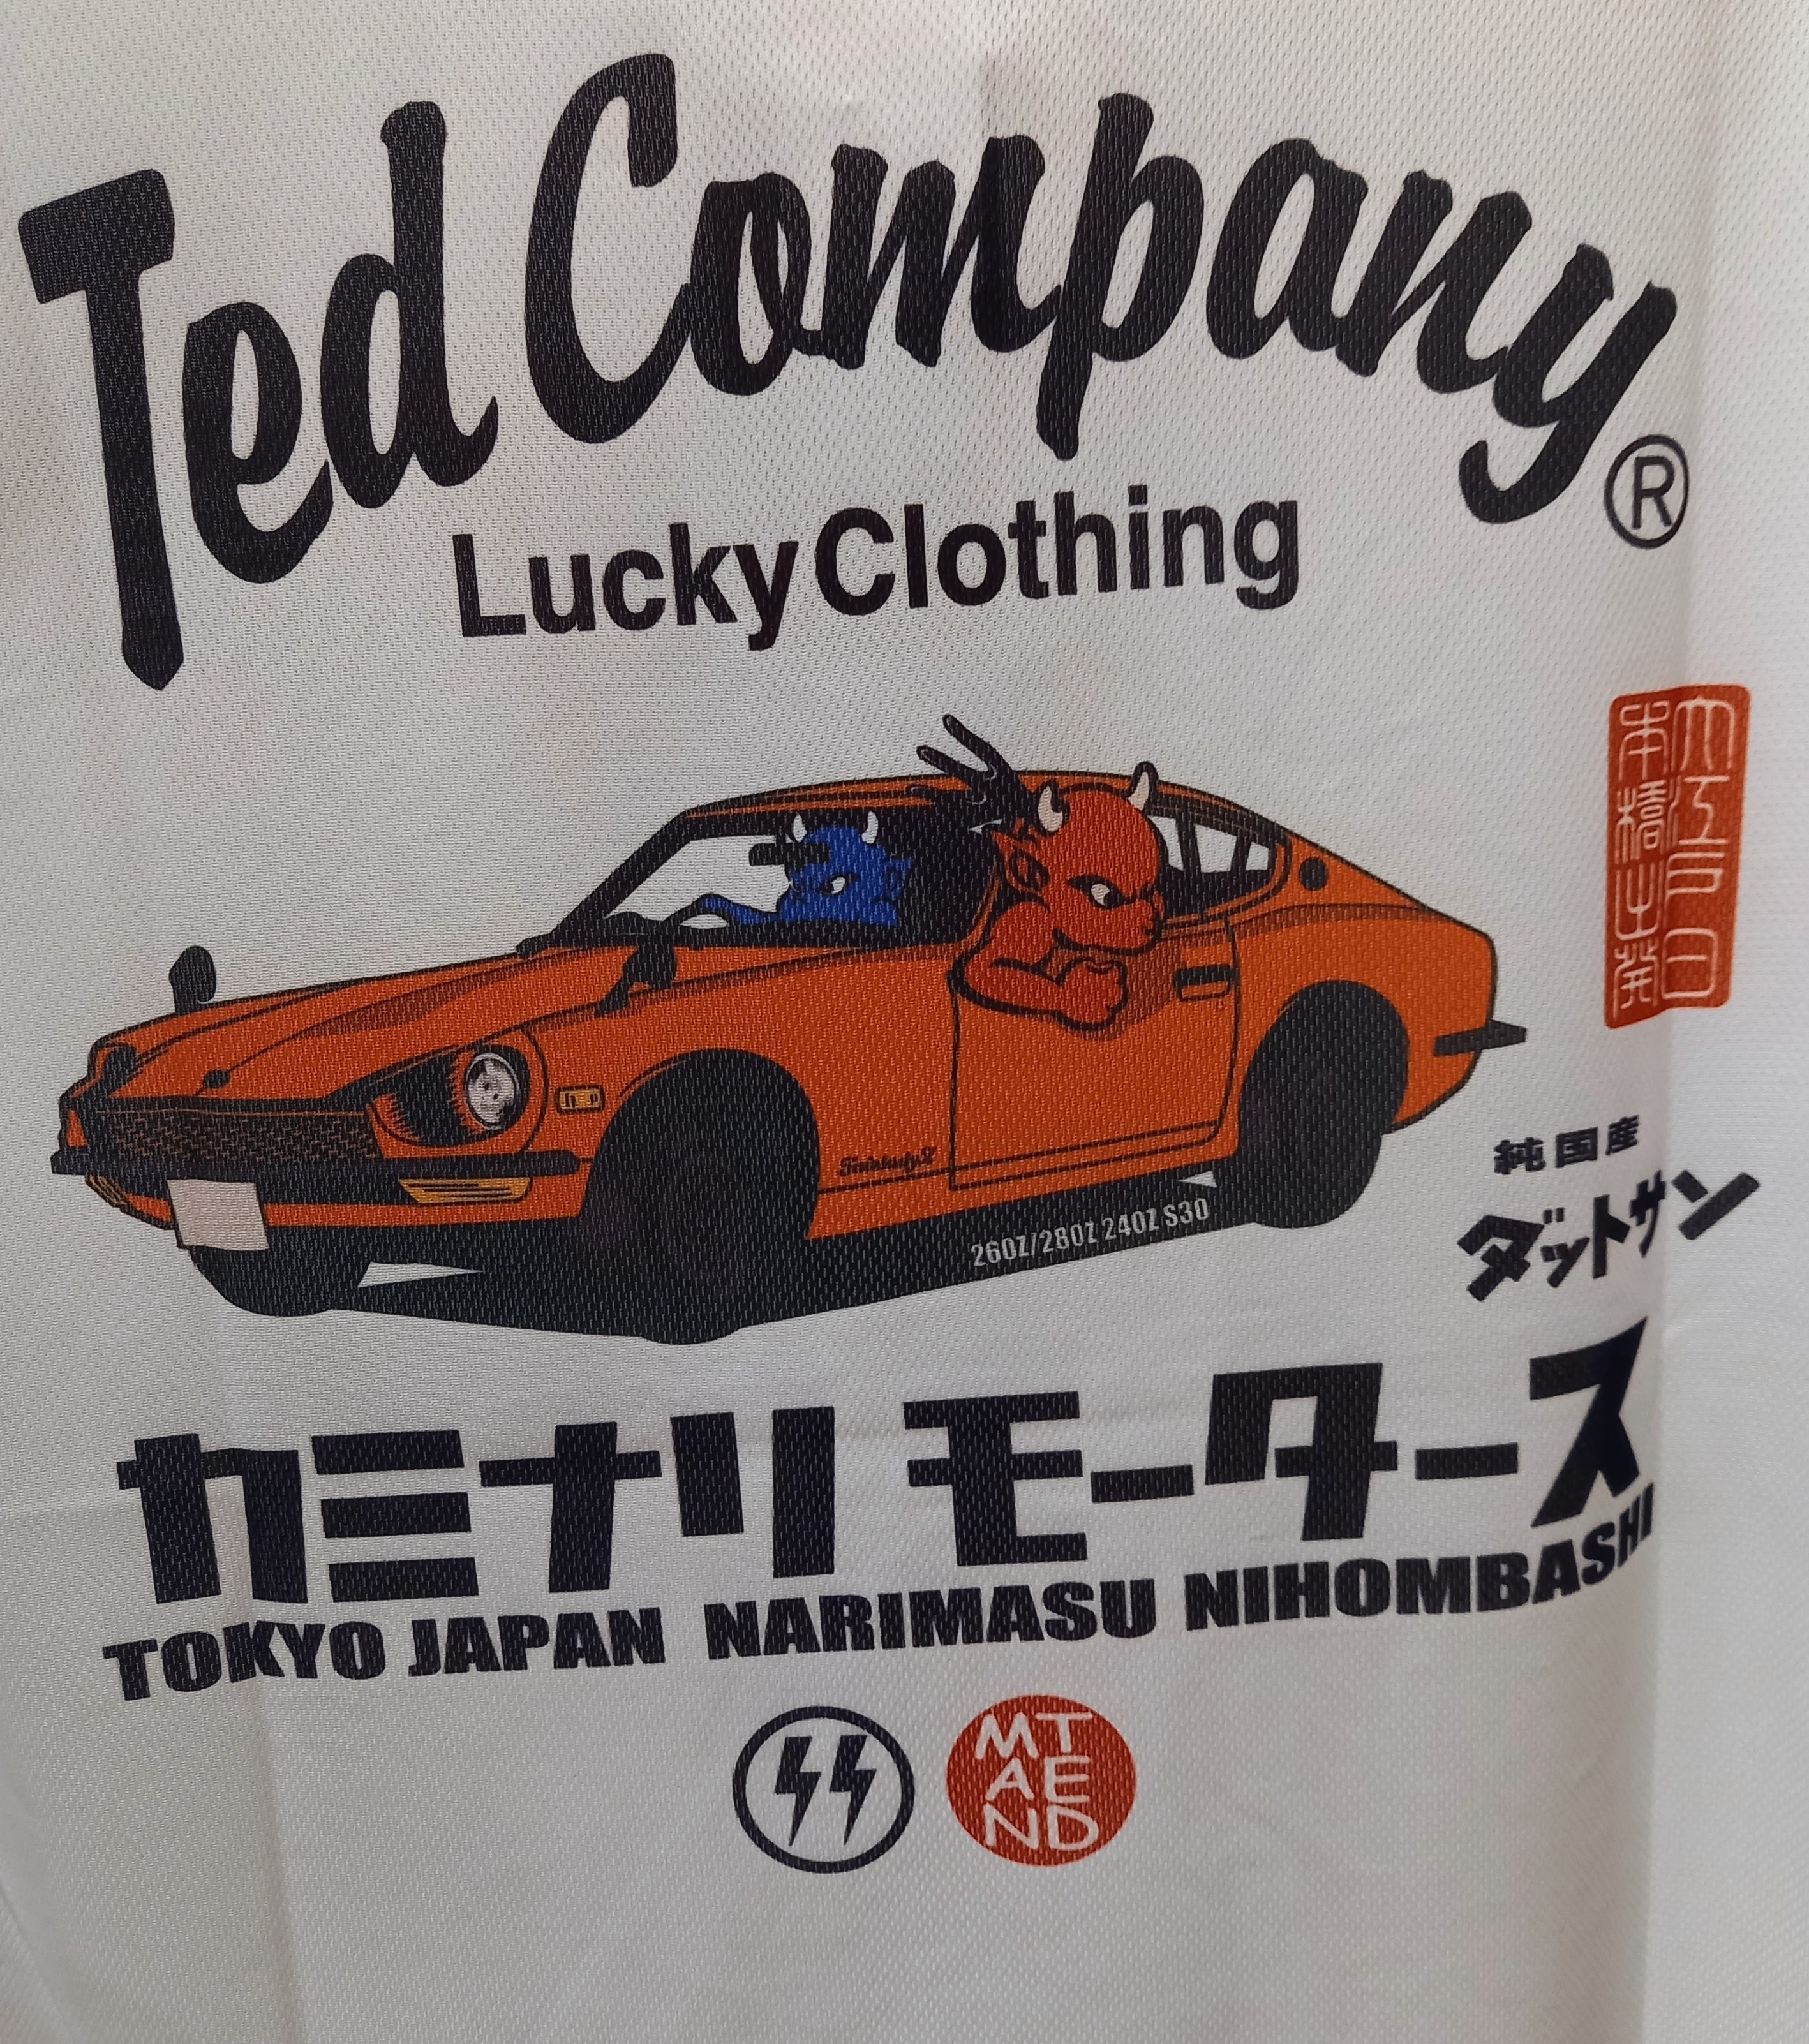 Ted Company
®
Lucky Clothing
Fairlady Z
260Z/280Z 240Z S30
純国産
ダットサン
カミナリ モータース
TOKYO JAPAN NARIMASU NIHOMBASHI
MT
AE
ND